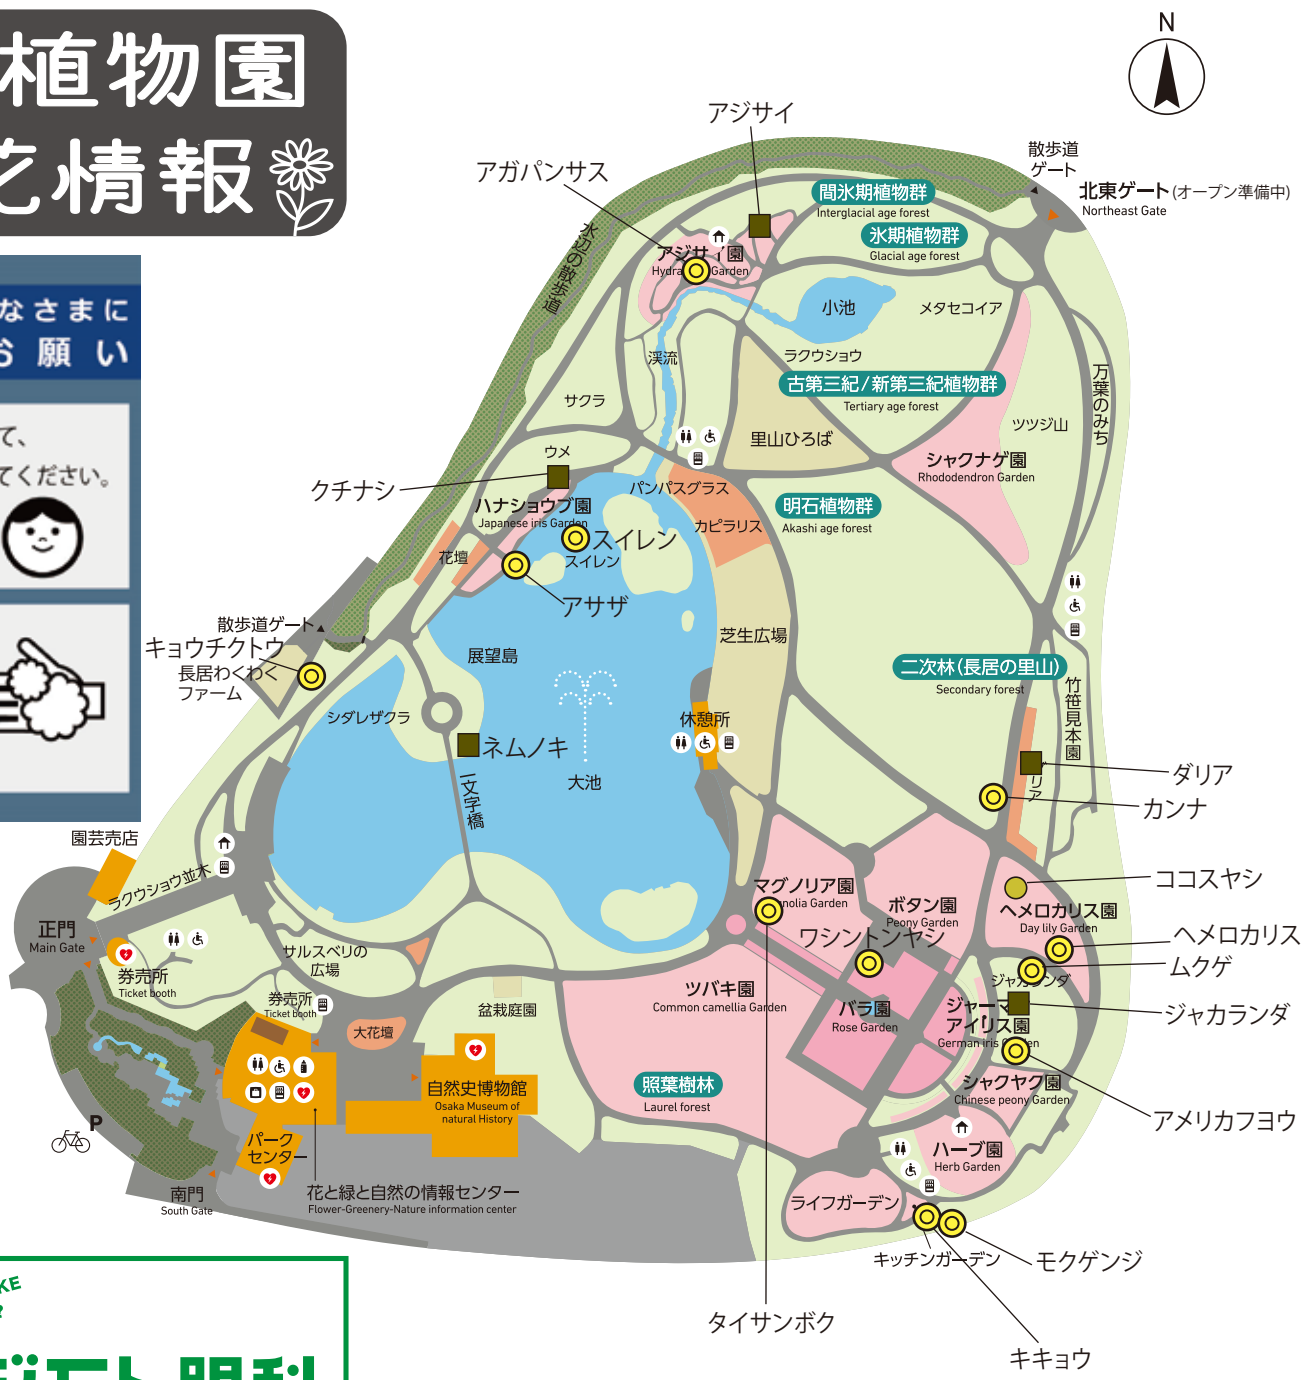 植物園
花情報
なさまに
お願い
て、
てください。
N
アジサイ
アガパンサス
散歩道
ゲート
北東ゲート(オープン準備中)
Northeast Gate
間氷期植物群
Interglacial age forest
氷期植物群
Glacial age forest
水辺の散歩道
アジサイ園
Hydra Garden
小池
メタセコイア
渓流
ラクウショウ
古第三紀/新第三紀植物群
Tertiary age forest
万葉のみち
サクラ
ツツジ山
里山ひろば
ウメ
シャクナゲ園
Rhododendron Garden
クチナシ
パンパスグラス
ハナショウブ園
Japanese iris Garden
カピラリス
明石植物群
Akashi age forest
スイレン
スイレン
花壇
アサザ
散歩道ゲート
キョウチクトウ
長居わくわく
ファーム
展望島
芝生広場
二次林(長居の里山)
Secondary forest
竹笹見本園
シダレザクラ
休憩所
ネムノキ
大池
一文字橋
ダリア
リア
カンナ
園芸売店
ラクウショウ並木
ココスヤシ
マグノリア園
nolia Garden
ボタン園
Peony Garden
ヘメロカリス園
Day lily Garden
正門
Main Gate
ワシントンヤシ
ヘメロカリス
ムクゲ
サルスベリの
広場
券売所
Ticket booth
ジャカランダ
券売所
Ticket booth
盆栽庭園
ツバキ園
Common camellia Garden
バラ園
Rose Garden
ジャーマ
アイリス園
German iris Garden
ジャカランダ
大花壇
自然史博物館
Osaka Museum of
natural History
照葉樹林
Laurel forest
シャクヤク園
Chinese peony Garden
アメリカフヨウ
P
パーク
センター
ハーブ園
Herb Garden
南門
South Gate
花と緑と自然の情報センター
Flower-Greenery-Nature information center
ライフガーデン
キッチンガーデン
モクゲンジ
タイサンボク
キキョウ
KE